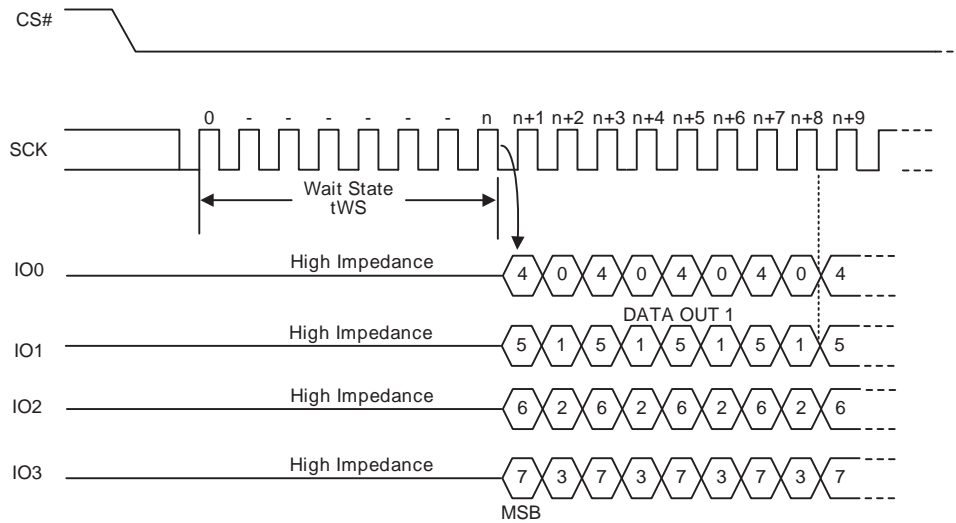 CS#
0 - - - - - - n n+1 n+2 n+3 n+4 n+5 n+6 n+7 n+8 n+9
SCK
Wait State
tWS
IO0 High Impedance 4 0 4 0 4 0 4 0 4
DATA OUT 1
IO1 High Impedance 5 1 5 1 5 1 5 1 5
IO2 High Impedance 6 2 6 2 6 2 6 2 6
IO3 High Impedance 7 3 7 3 7 3 7 3 7
MSB